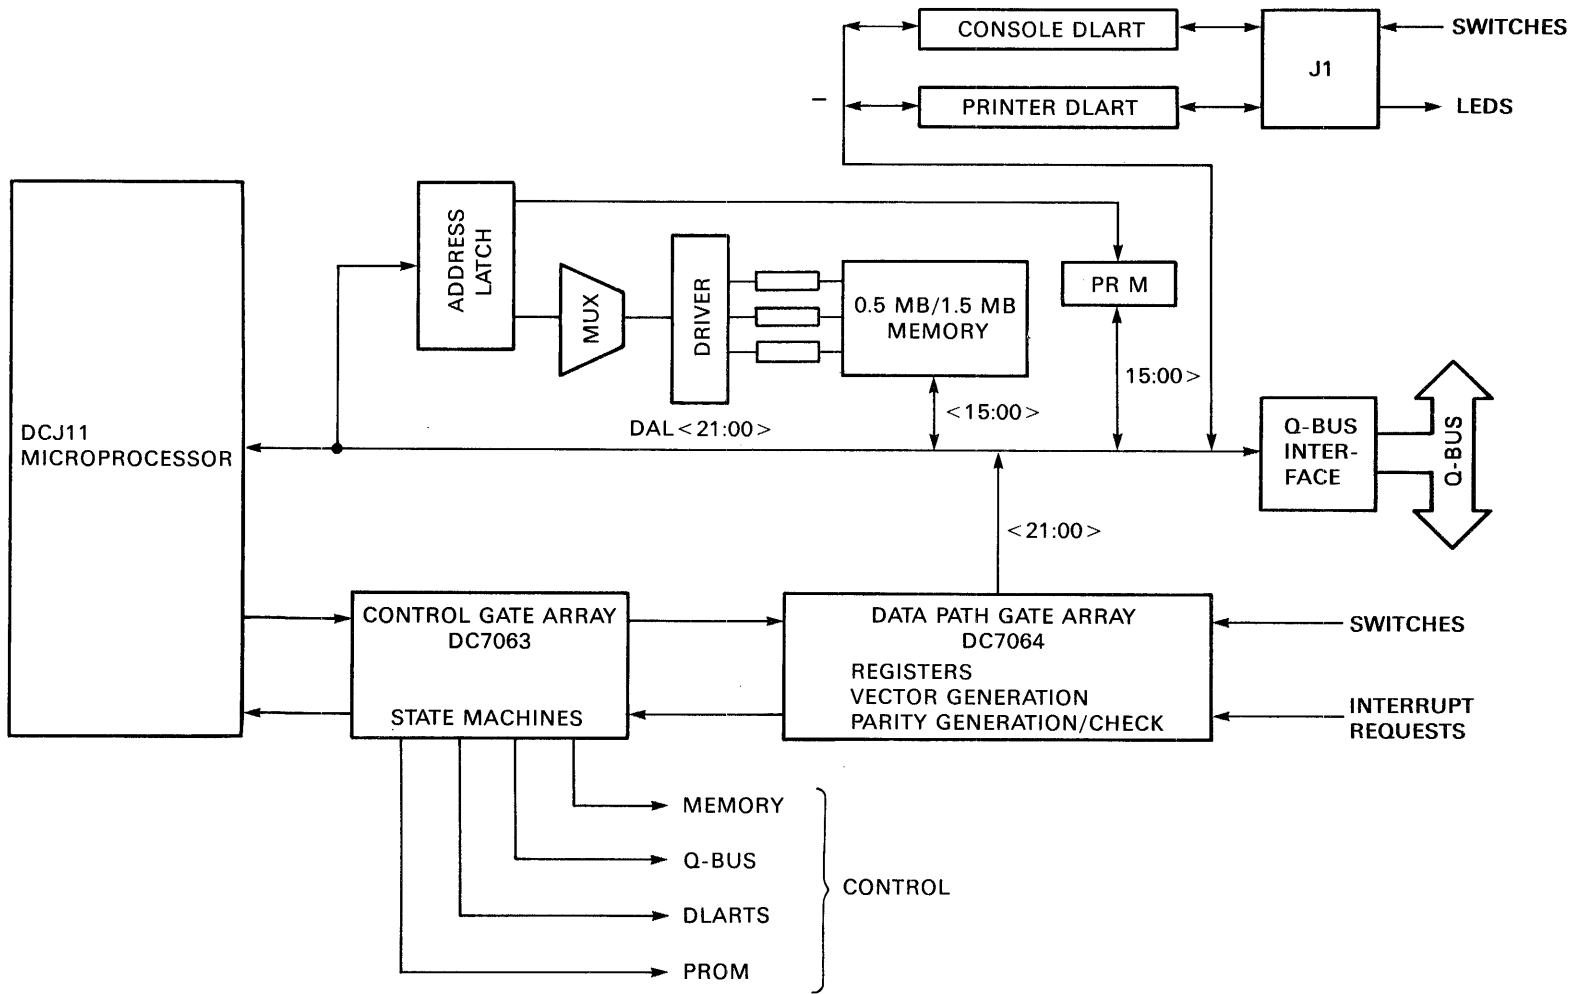 CONSOLE DLART
SWITCHES
J1
PRINTER DLART
LEDS
ADDRESS
LATCH
MUX
DRIVER
0.5 MB/1.5 MB
MEMORY
PR M
15:00>
<15:00>
DAL<21:00>
DCJ11
MICROPROCESSOR
Q-BUS
INTER-
FACE
Q-BUS
<21:00>
CONTROL GATE ARRAY
DC7063
STATE MACHINES
DATA PATH GATE ARRAY
DC7064
REGISTERS
VECTOR GENERATION
PARITY GENERATION/CHECK
SWITCHES
INTERRUPT
REQUESTS
MEMORY
Q-BUS
DLARTS
PROM
CONTROL